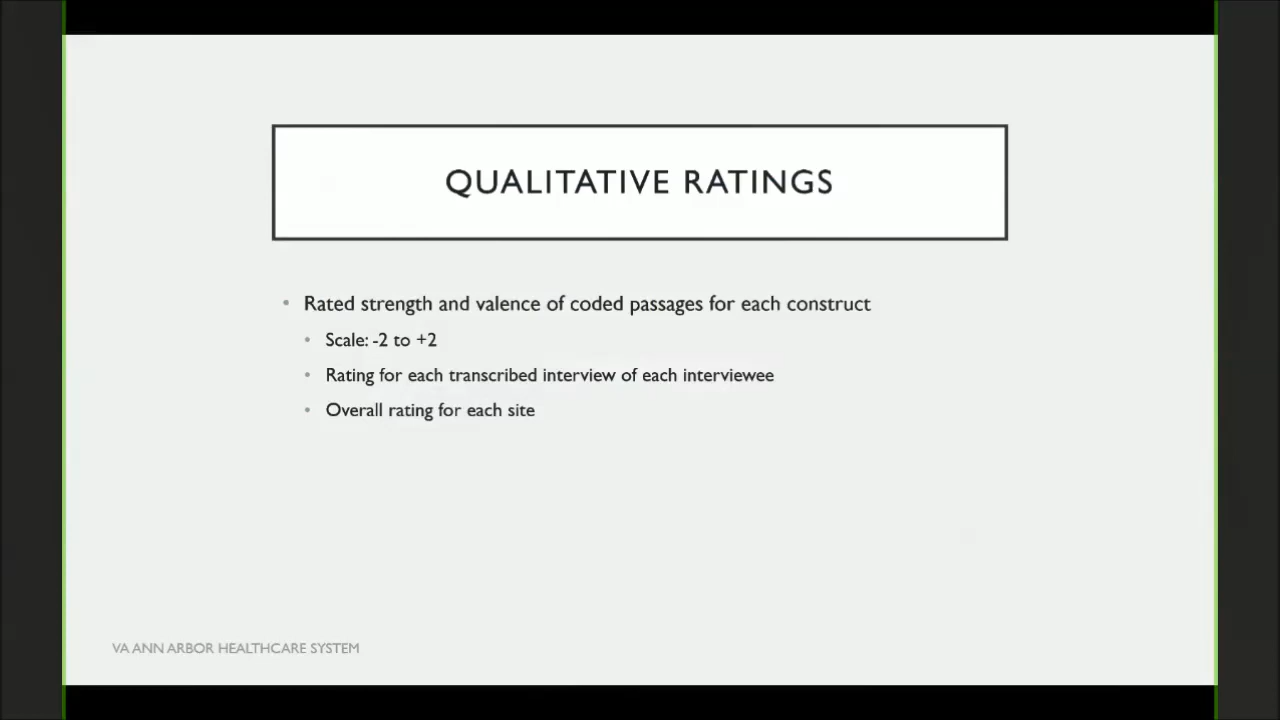 QUALITATIVE RATINGS
• Rated strength and valence of coded passages for each construct
• Scale: -2 to +2
• Rating for each transcribed interview of each interviewee
• Overall rating for each site
VA ANN ARBOR HEALTHCARE SYSTEM